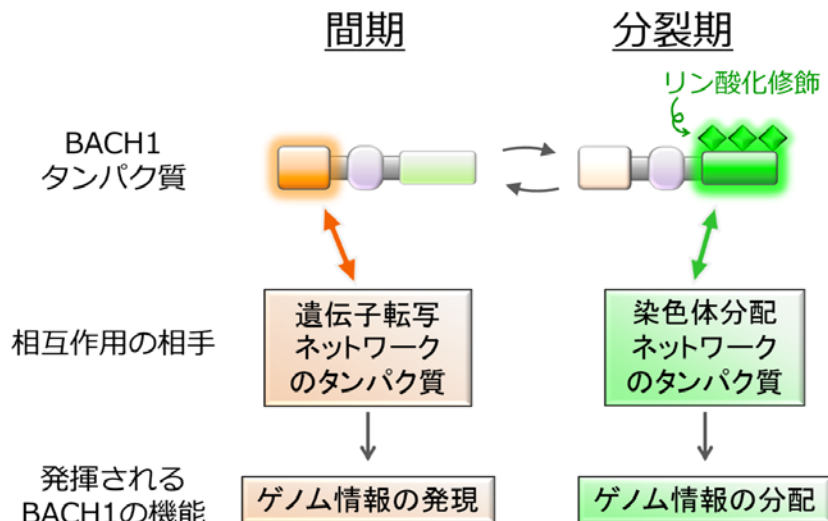 間期
分裂期
リン酸化修飾
BACH1
タンパク質
相互作用の相手
遺伝子転写
ネットワーク
のタンパク質
染色体分配
ネットワーク
のタンパク質
発揮される
BACH1の機能
ゲノム情報の発現
ゲノム情報の分配